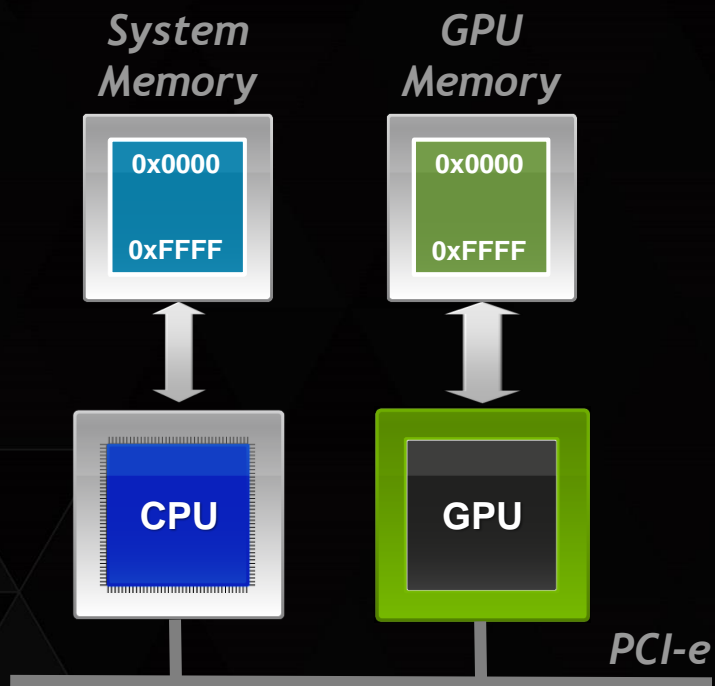 System
Memory
GPU
Memory
0x0000
0xFFFF
0x0000
0xFFFF
CPU
GPU
PCI-e